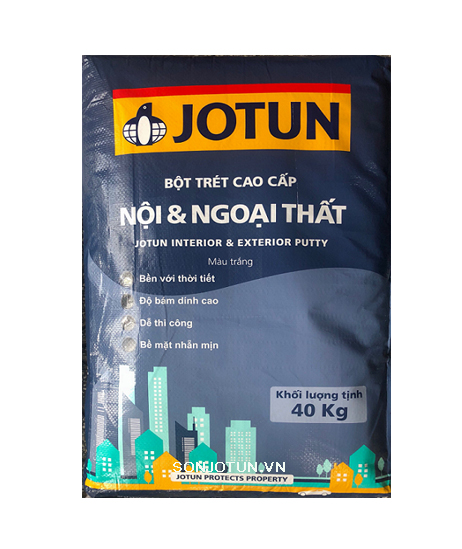 JOTUN
BỘT TRÉT CAO CẤP
NỘI & NGOẠI THẤT
JOTUN INTERIOR & EXTERIOR PUTTY
Màu trắng
Bền với thời tiết
Độ bám dính cao
Dễ thi công
Bề mặt nhẵn mịn
Khối lượng tịnh
40 Kg
SONJOTUN.VN
JOTUN PROTECTS PROPERTY